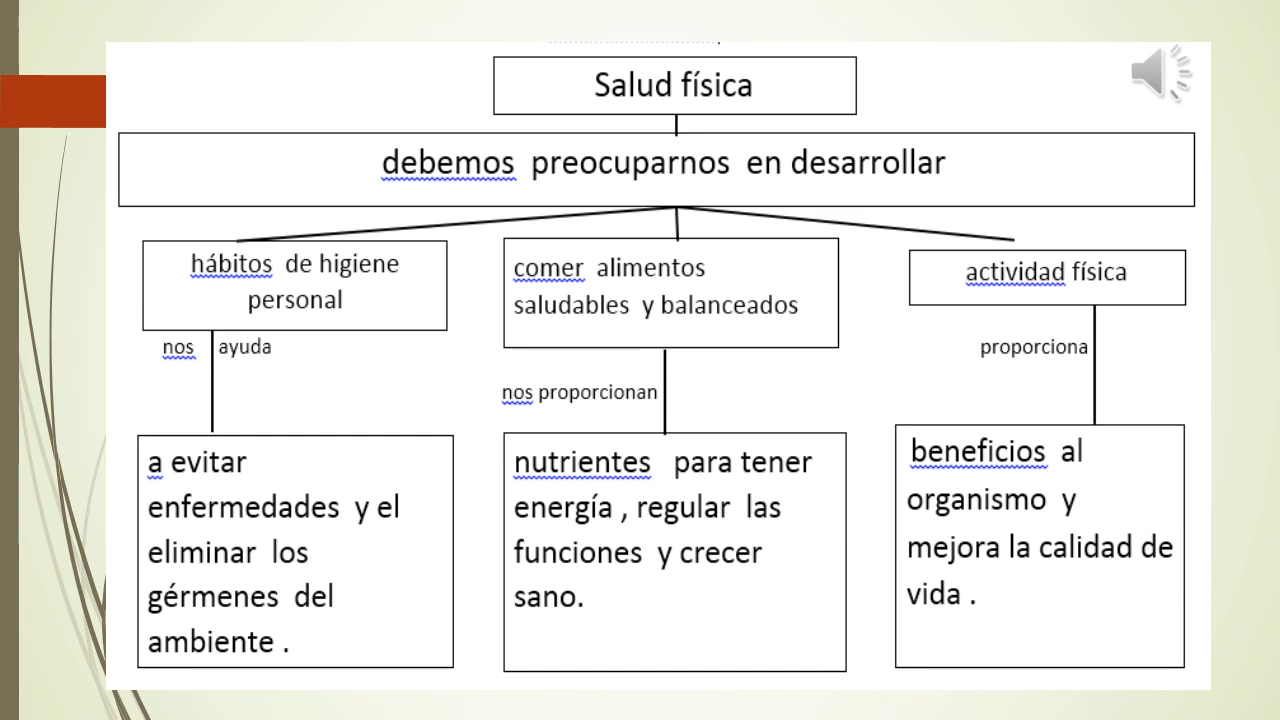 Salud física
debemos preocuparnos en desarrollar
hábitos de higiene
personal
comer alimentos
saludables y balanceados
actividad física
nos ayuda
nos proporcionan
proporciona
a evitar
enfermedades y el
eliminar los
gérmenes del
ambiente .
nutrientes para tener
energía , regular las
funciones y crecer
sano.
beneficios al
organismo y
mejora la calidad de
vida .